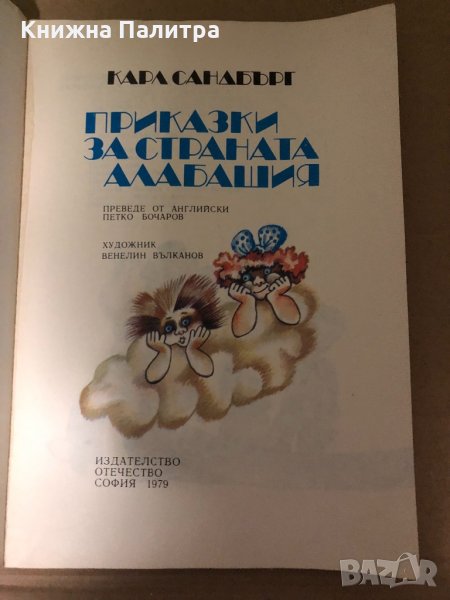 Книжна Палитра
КАРЛ САНДБЪРГ
ПРИКАЗКИ
ЗА СТРАНАТА
АЛАБАШИЯ
ПРЕВЕДЕ ОТ АНГЛИЙСКИ
ПЕТКО БОЧАРОВ
ХУДОЖНИК
ВЕНЕЛИН ВЪЛКАНОВ
ИЗДАТЕЛСТВО
ОТЕЧЕСТВО
СОФИЯ 1979
BAZAR